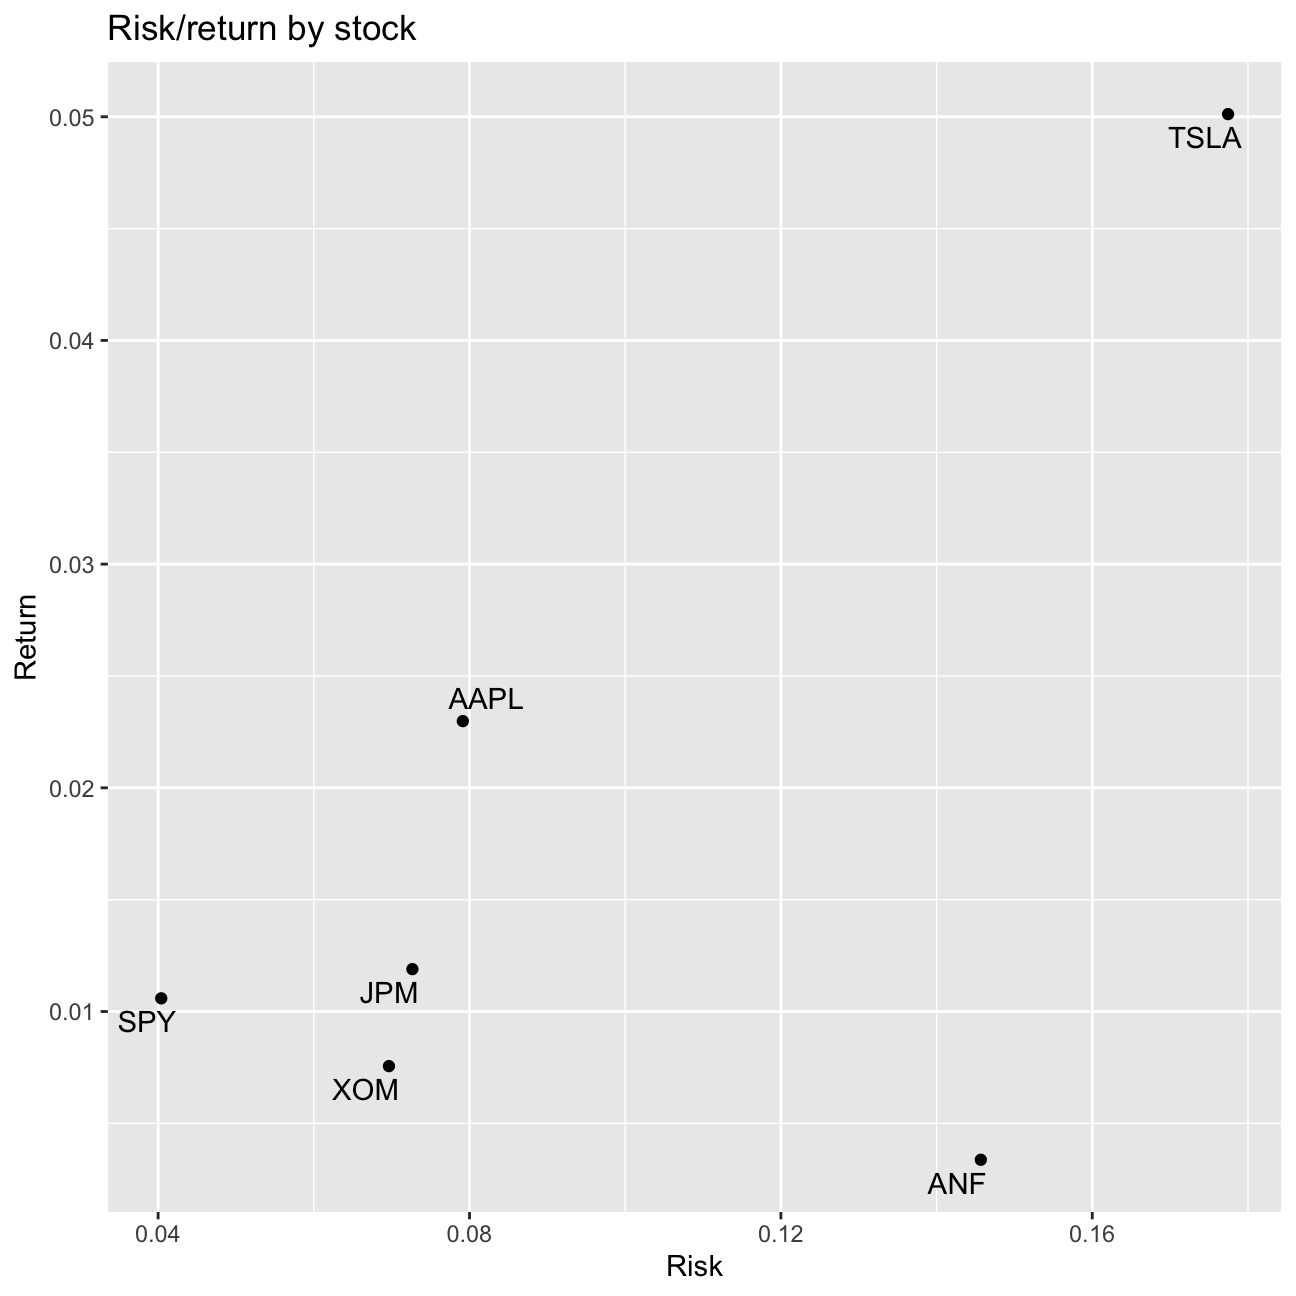 Risk/return by stock
0.05
TSLA
0.04
0.03
Return
AAPL
0.02
JPM
0.01
SPY
XOM
ANF
0.04 0.08 0.12 0.16
Risk